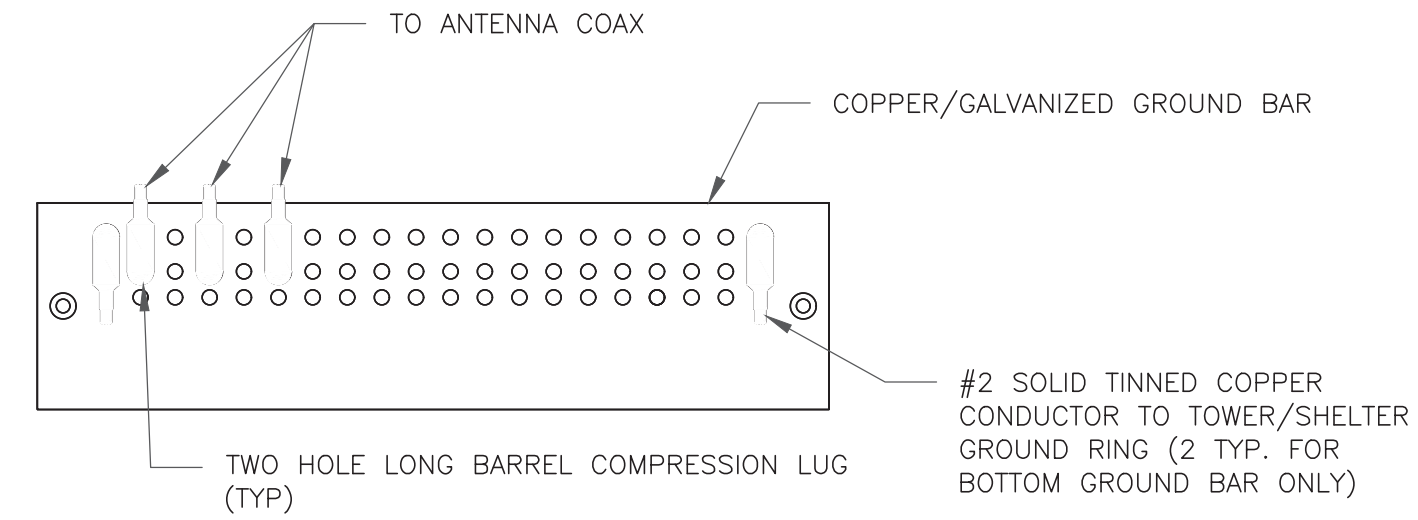 TO ANTENNA COAX
COPPER/GALVANIZED GROUND BAR
#2 SOLID TINNED COPPER
CONDUCTOR TO TOWER/SHELTER
GROUND RING (2 TYP. FOR
BOTTOM GROUND BAR ONLY)
TWO HOLE LONG BARREL COMPRESSION LUG
(TYP)